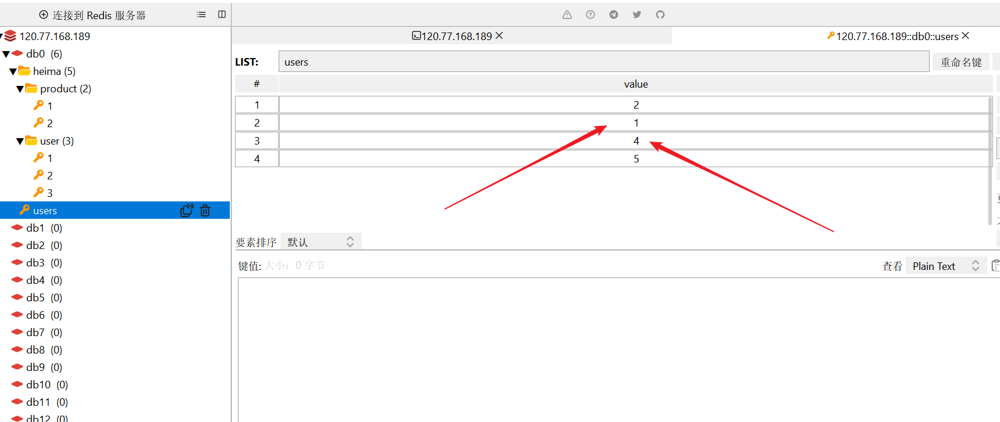 连接到 Redis 服务器
120.77.168.189
db0 (6)
heima (5)
product (2)
1
2
user (3)
1
2
3
users
db1 (0)
db2 (0)
db3 (0)
db4 (0)
db5 (0)
db6 (0)
db7 (0)
db8 (0)
db9 (0)
db10 (0)
db11 (0)
db12 (0)
120.77.168.189
120.77.168.189::db0::users
LIST: users 重命名键
# value
1 2
2 1
3 4
4 5
要素排序 默认
键值: 大小: 0 字节 查看 Plain Text